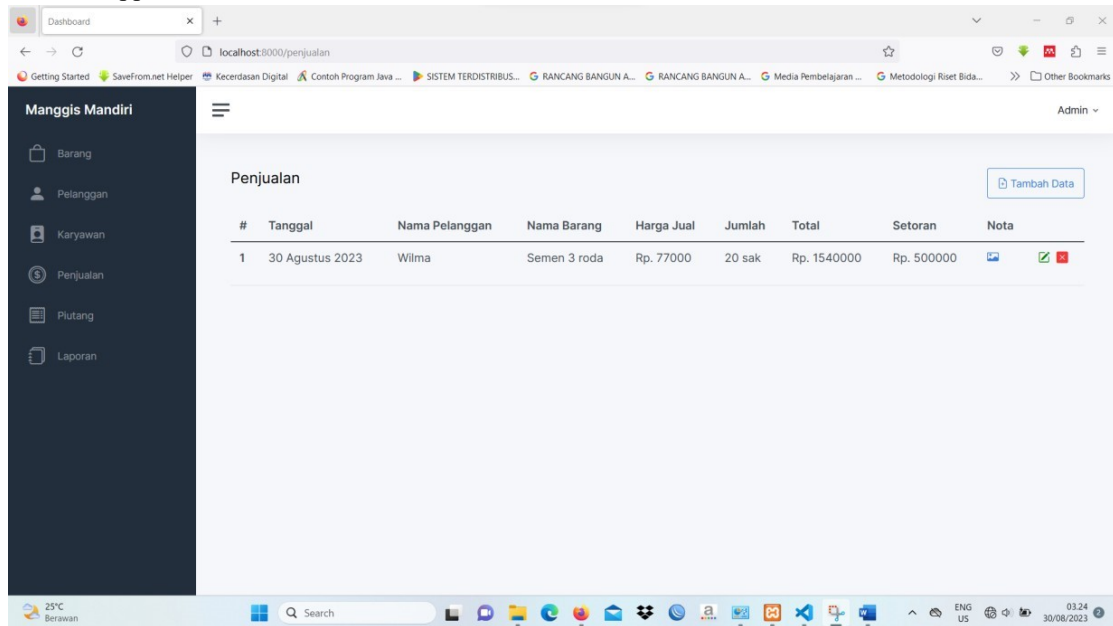 Dashboard
localhost:8000/penjualan
Getting Started SaveFrom.net Helper Kecerdasan Digital Contoh Program Java ... SISTEM TERDISTRIBUS... RANCANG BANGUN A... RANCANG BANGUN A... Media Pembelajaran ... Metodologi Riset Bida... Other Bookmarks
Manggis Mandiri
Admin
Barang
Pelanggan
Karyawan
Penjualan
Piutang
Laporan
Penjualan
Tambah Data
# Tanggal Nama Pelanggan Nama Barang Harga Jual Jumlah Total Setoran Nota
1 30 Agustus 2023 Wilma Semen 3 roda Rp. 77000 20 sak Rp. 1540000 Rp. 500000
25°C
Berawan
Search
ENG
US
03.24
30/08/2023
2